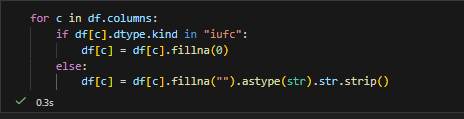 for c in df.columns:
    if df[c].dtype.kind in "iufc":
        df[c] = df[c].fillna(0)
    else:
        df[c] = df[c].fillna("").astype(str).str.strip()
✓ 0.3s